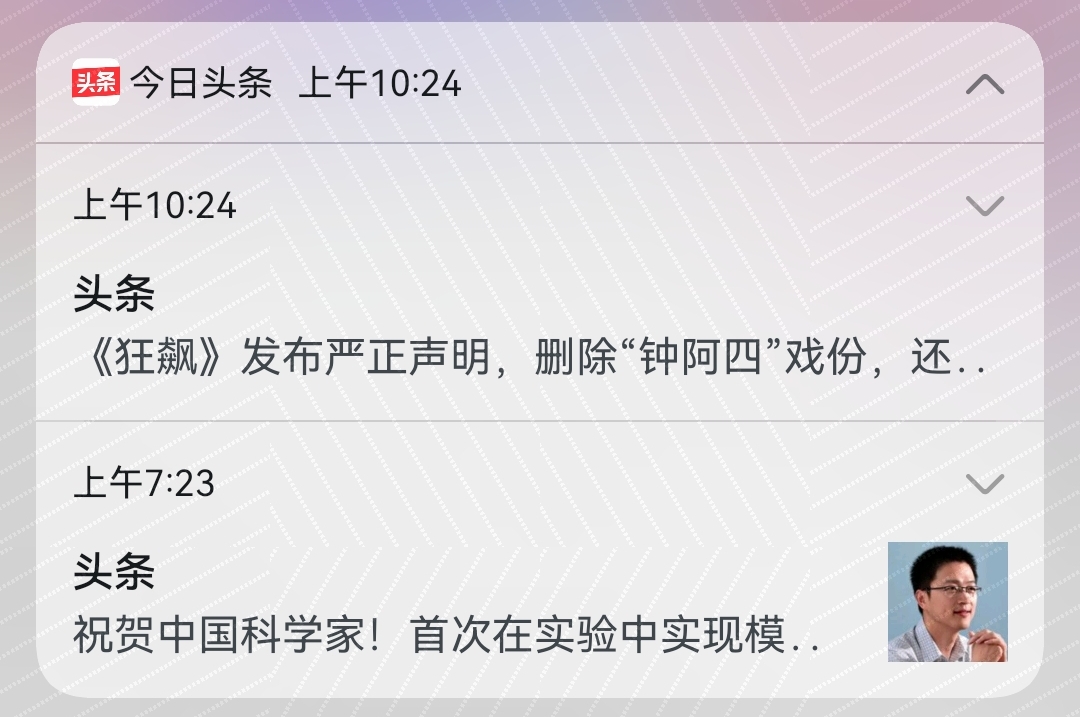 头条 今日头条 上午10:24
上午10:24
头条
《狂飙》发布严正声明，删除“钟阿四”戏份，还..
上午7:23
头条
祝贺中国科学家！首次在实验中实现模..